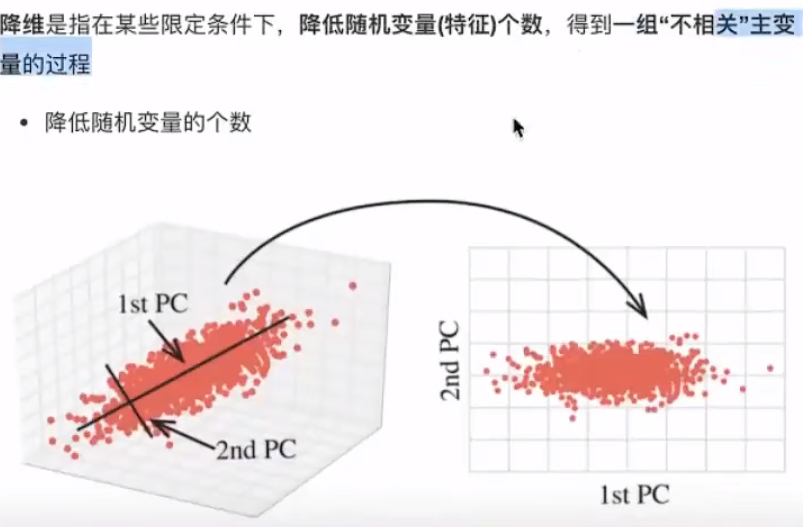 降维是指在某些限定条件下，降低随机变量(特征)个数，得到一组“不相关”主变
量的过程
• 降低随机变量的个数
1st PC
2nd PC
2nd PC
1st PC